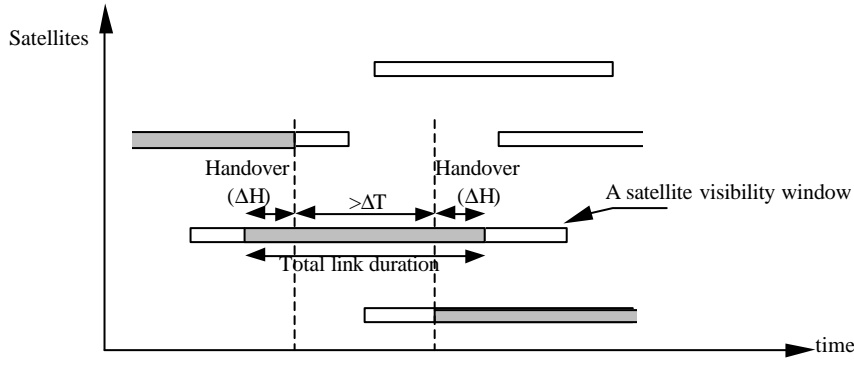 Satellites
Handover
(ΔH)
>ΔT
Handover
(ΔH)
A satellite visibility window
Total link duration
time